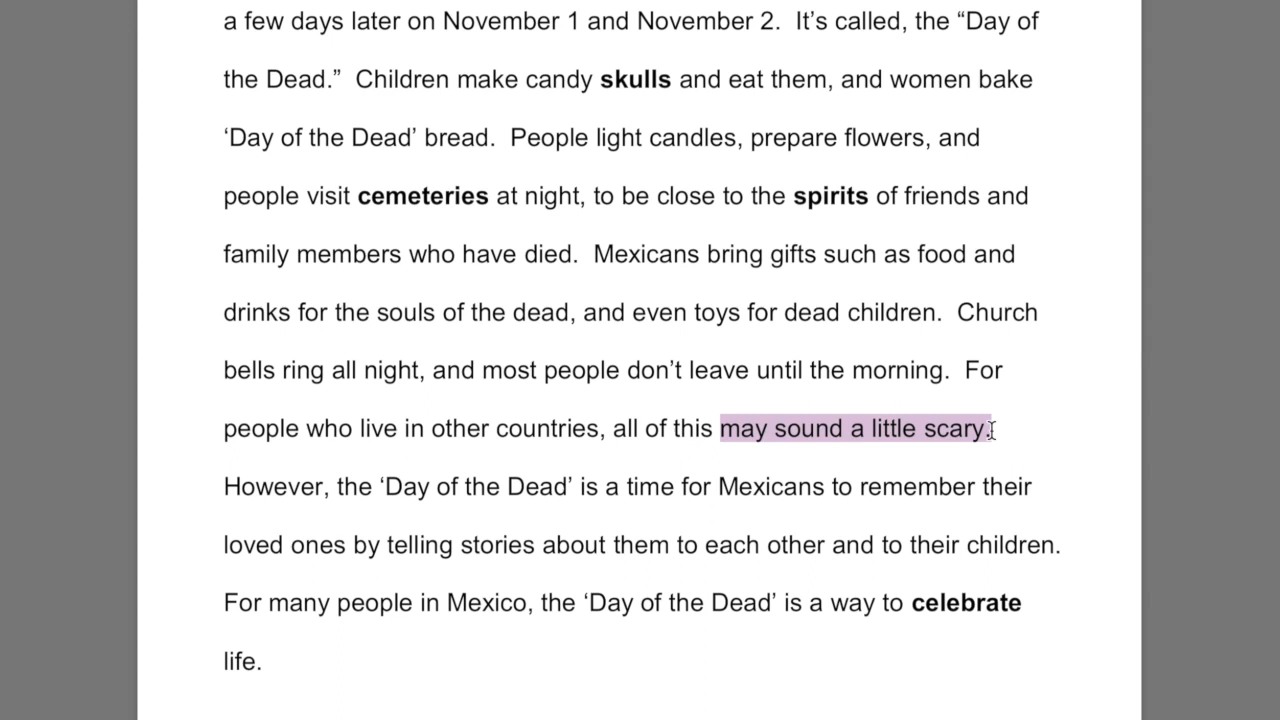 a few days later on November 1 and November 2.  It’s called, the “Day of
the Dead.”  Children make candy skulls and eat them, and women bake
‘Day of the Dead’ bread.  People light candles, prepare flowers, and
people visit cemeteries at night, to be close to the spirits of friends and
family members who have died.  Mexicans bring gifts such as food and
drinks for the souls of the dead, and even toys for dead children.  Church
bells ring all night, and most people don’t leave until the morning.  For
people who live in other countries, all of this may sound a little scary.
However, the ‘Day of the Dead’ is a time for Mexicans to remember their
loved ones by telling stories about them to each other and to their children.
For many people in Mexico, the ‘Day of the Dead’ is a way to celebrate
life.